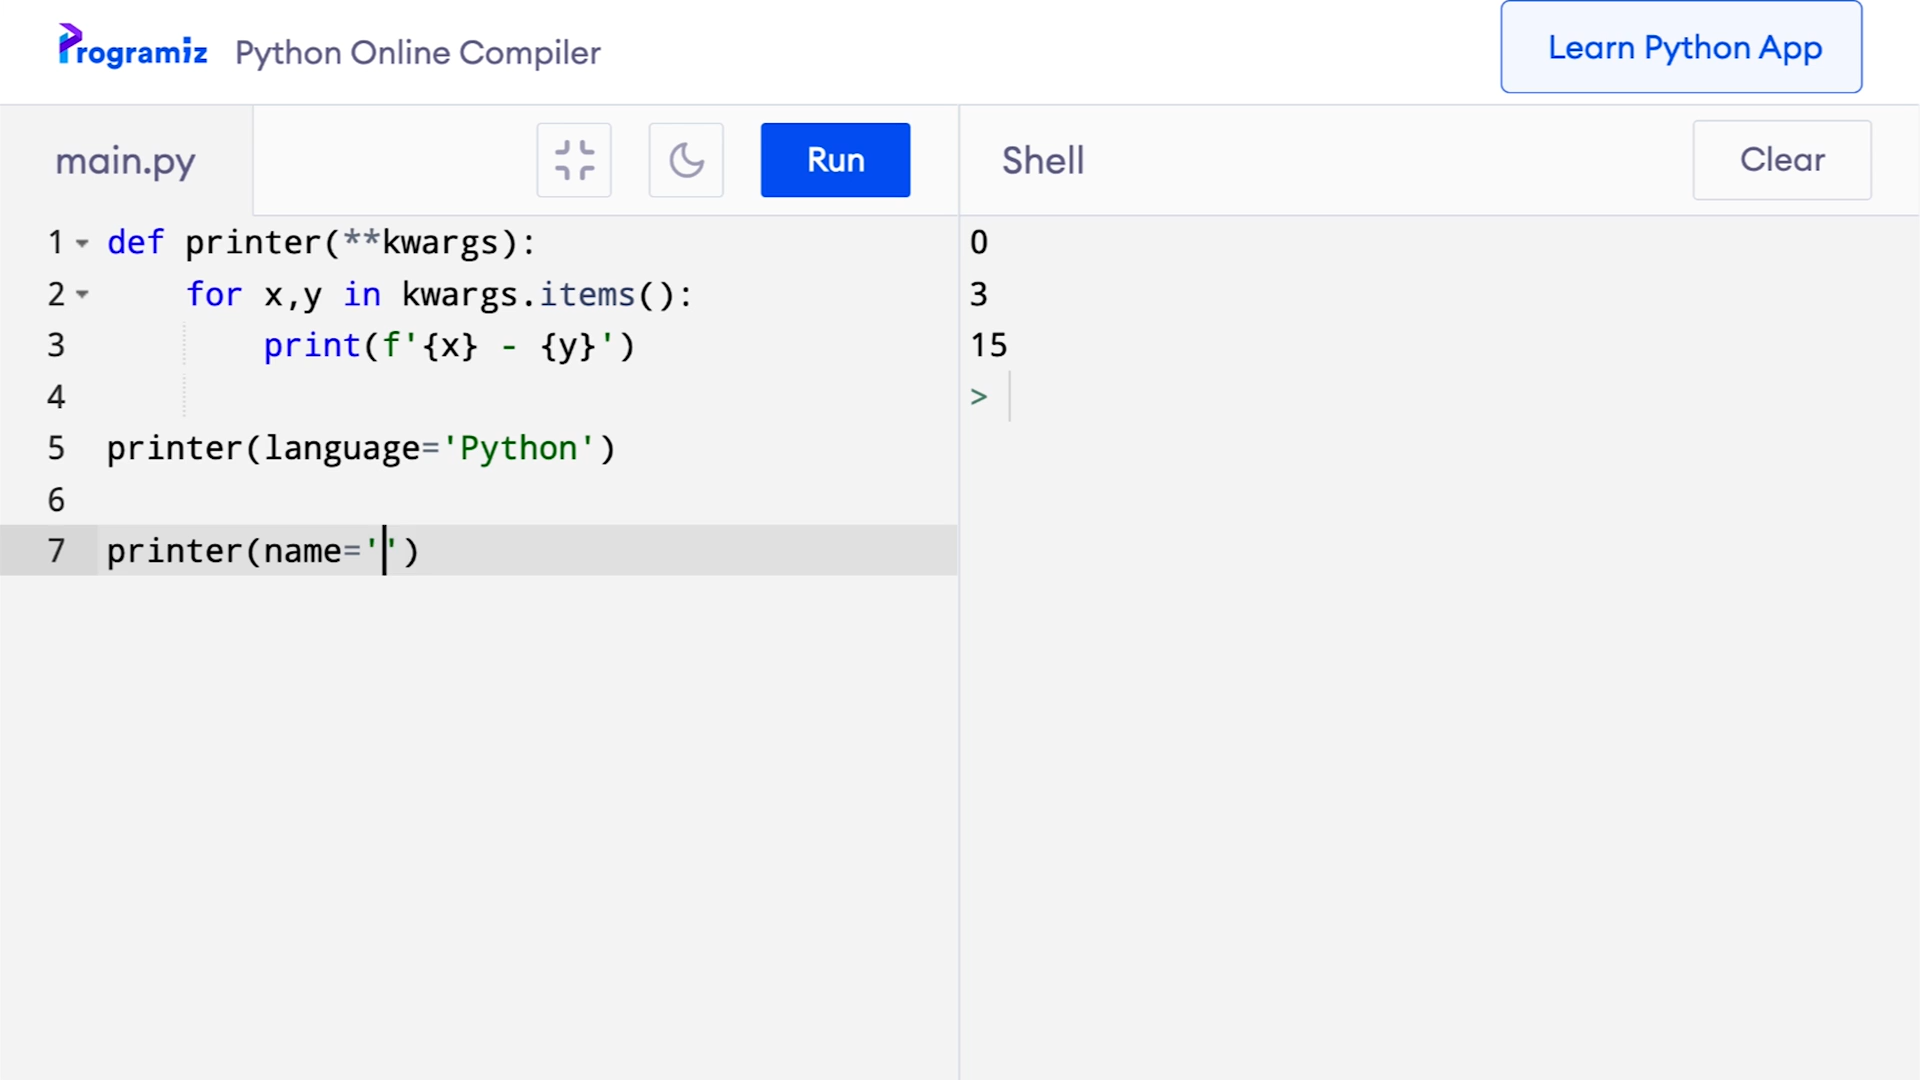 Programiz Python Online Compiler
Learn Python App
main.py
Run
Shell
Clear
1 def printer(**kwargs):
2     for x,y in kwargs.items():
3         print(f'{x} - {y}')
4
5 printer(language='Python')
6
7 printer(name='')
0
3
15
>